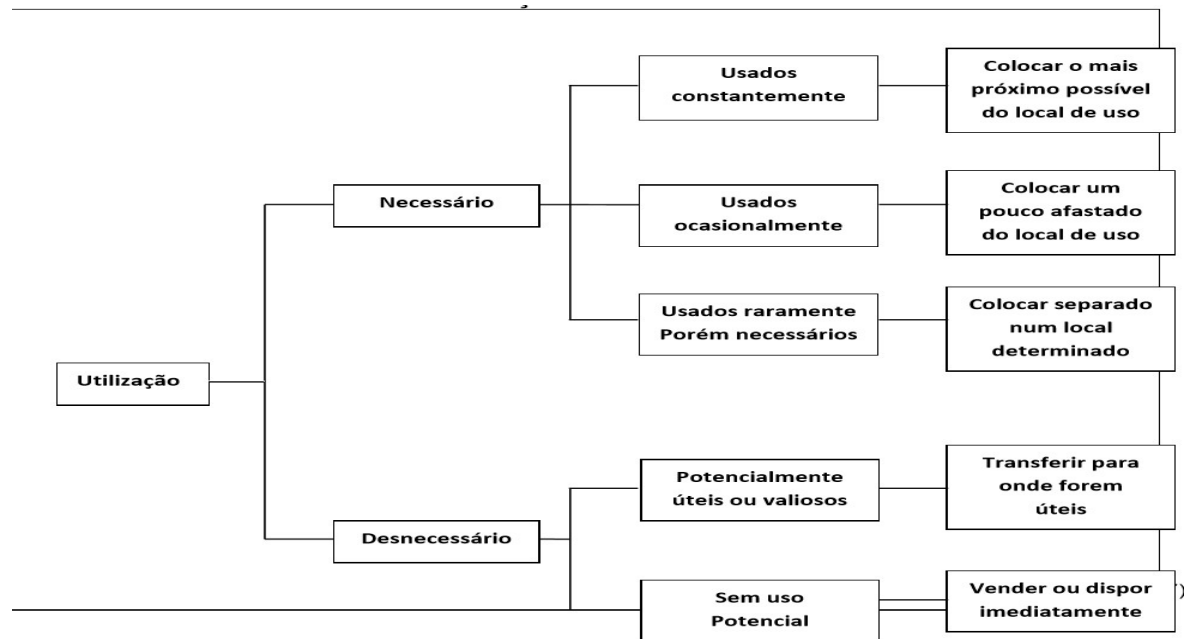 Usados
constantemente
Colocar o mais
próximo possível
do local de uso
Necessário
Usados
ocasionalmente
Colocar um
pouco afastado
do local de uso
Usados raramente
Porém necessários
Colocar separado
num local
determinado
Utilização
Potencialmente
úteis ou valiosos
Transferir para
onde forem
úteis
Desnecessário
Sem uso
Potencial
Vender ou dispor
imediatamente
)